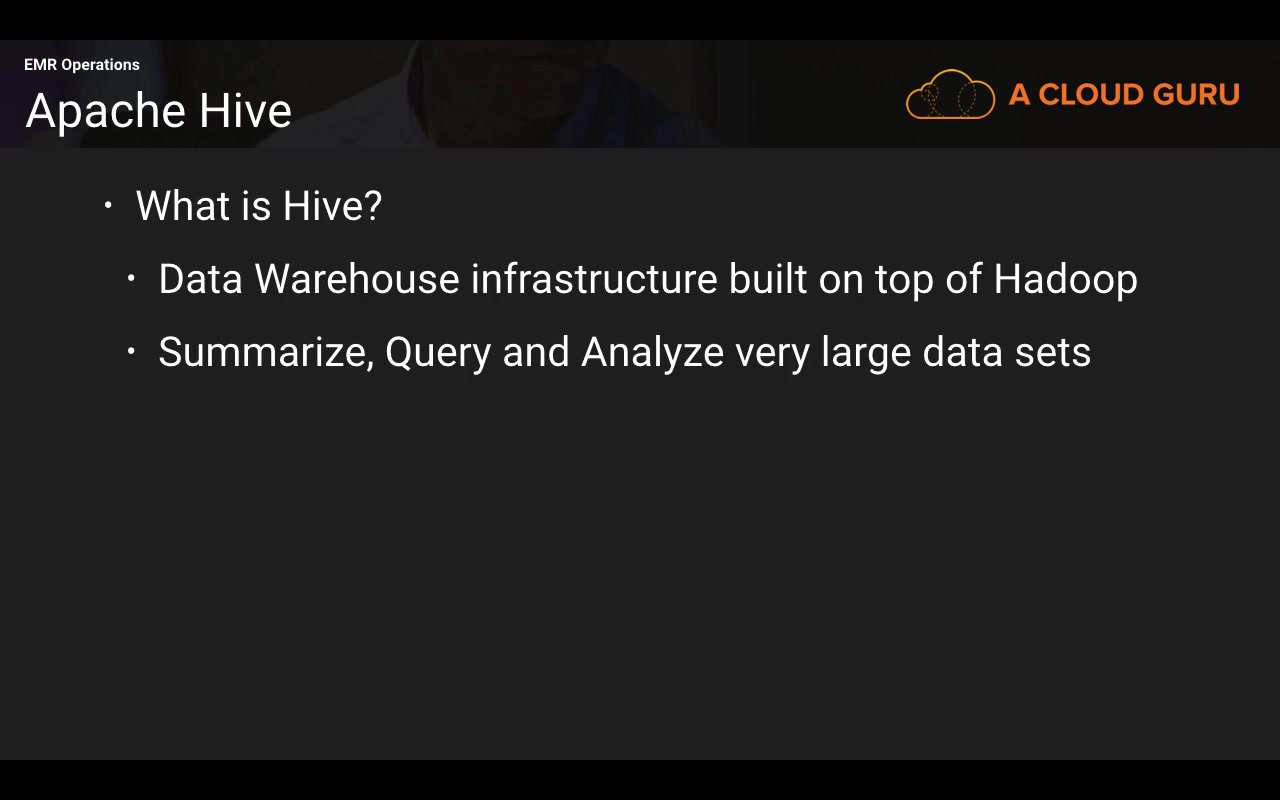 EMR Operations
Apache Hive
A CLOUD GURU
• What is Hive?
• Data Warehouse infrastructure built on top of Hadoop
• Summarize, Query and Analyze very large data sets